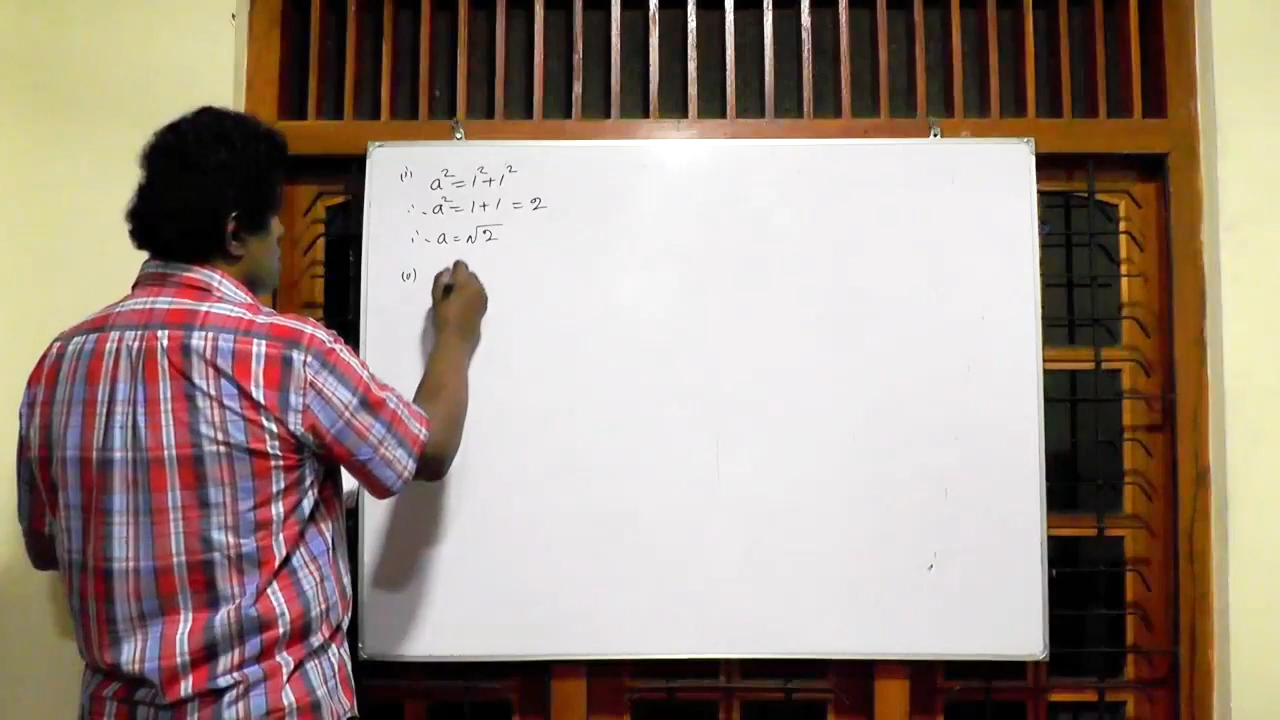 (i) a² = 1² + 1²
∴ a² = 1 + 1 = 2
∴ a = √2
(ii)